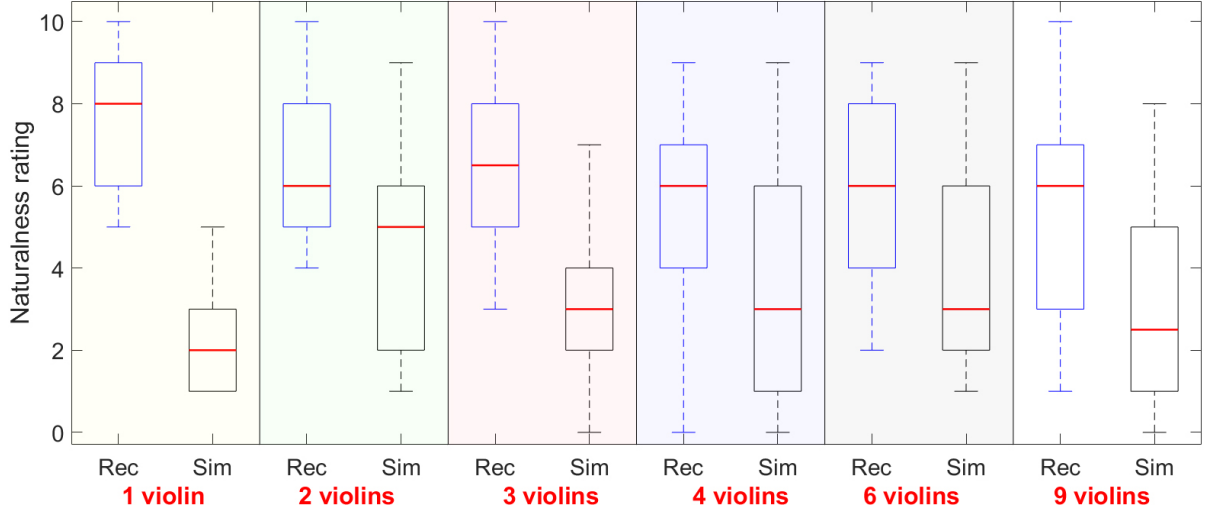 Naturalness rating
10
8
6
4
2
0
Rec Sim Rec Sim Rec Sim Rec Sim Rec Sim Rec Sim
1 violin 2 violins 3 violins 4 violins 6 violins 9 violins